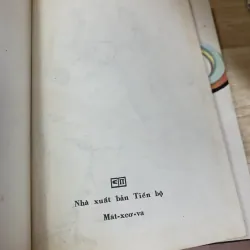 Nhà xuất bản Tiến bộ
Mát-xcơ-va